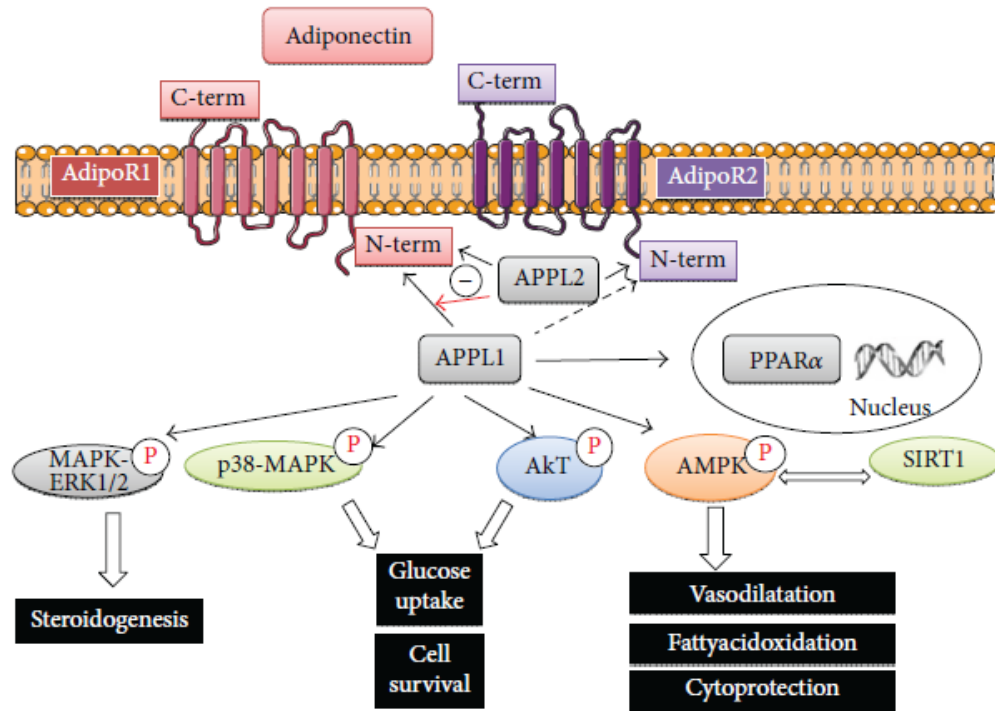 Adiponectin
C-term
C-term
AdipoR1
AdipoR2
N-term
N-term
−
APPL2
APPL1
PPARα
Nucleus
MAPK-
ERK1/2
P
p38-MAPK
P
AkT
P
AMPK
P
SIRT1
Steroidogenesis
Glucose
uptake
Cell
survival
Vasodilatation
Fattyacidoxidation
Cytoprotection